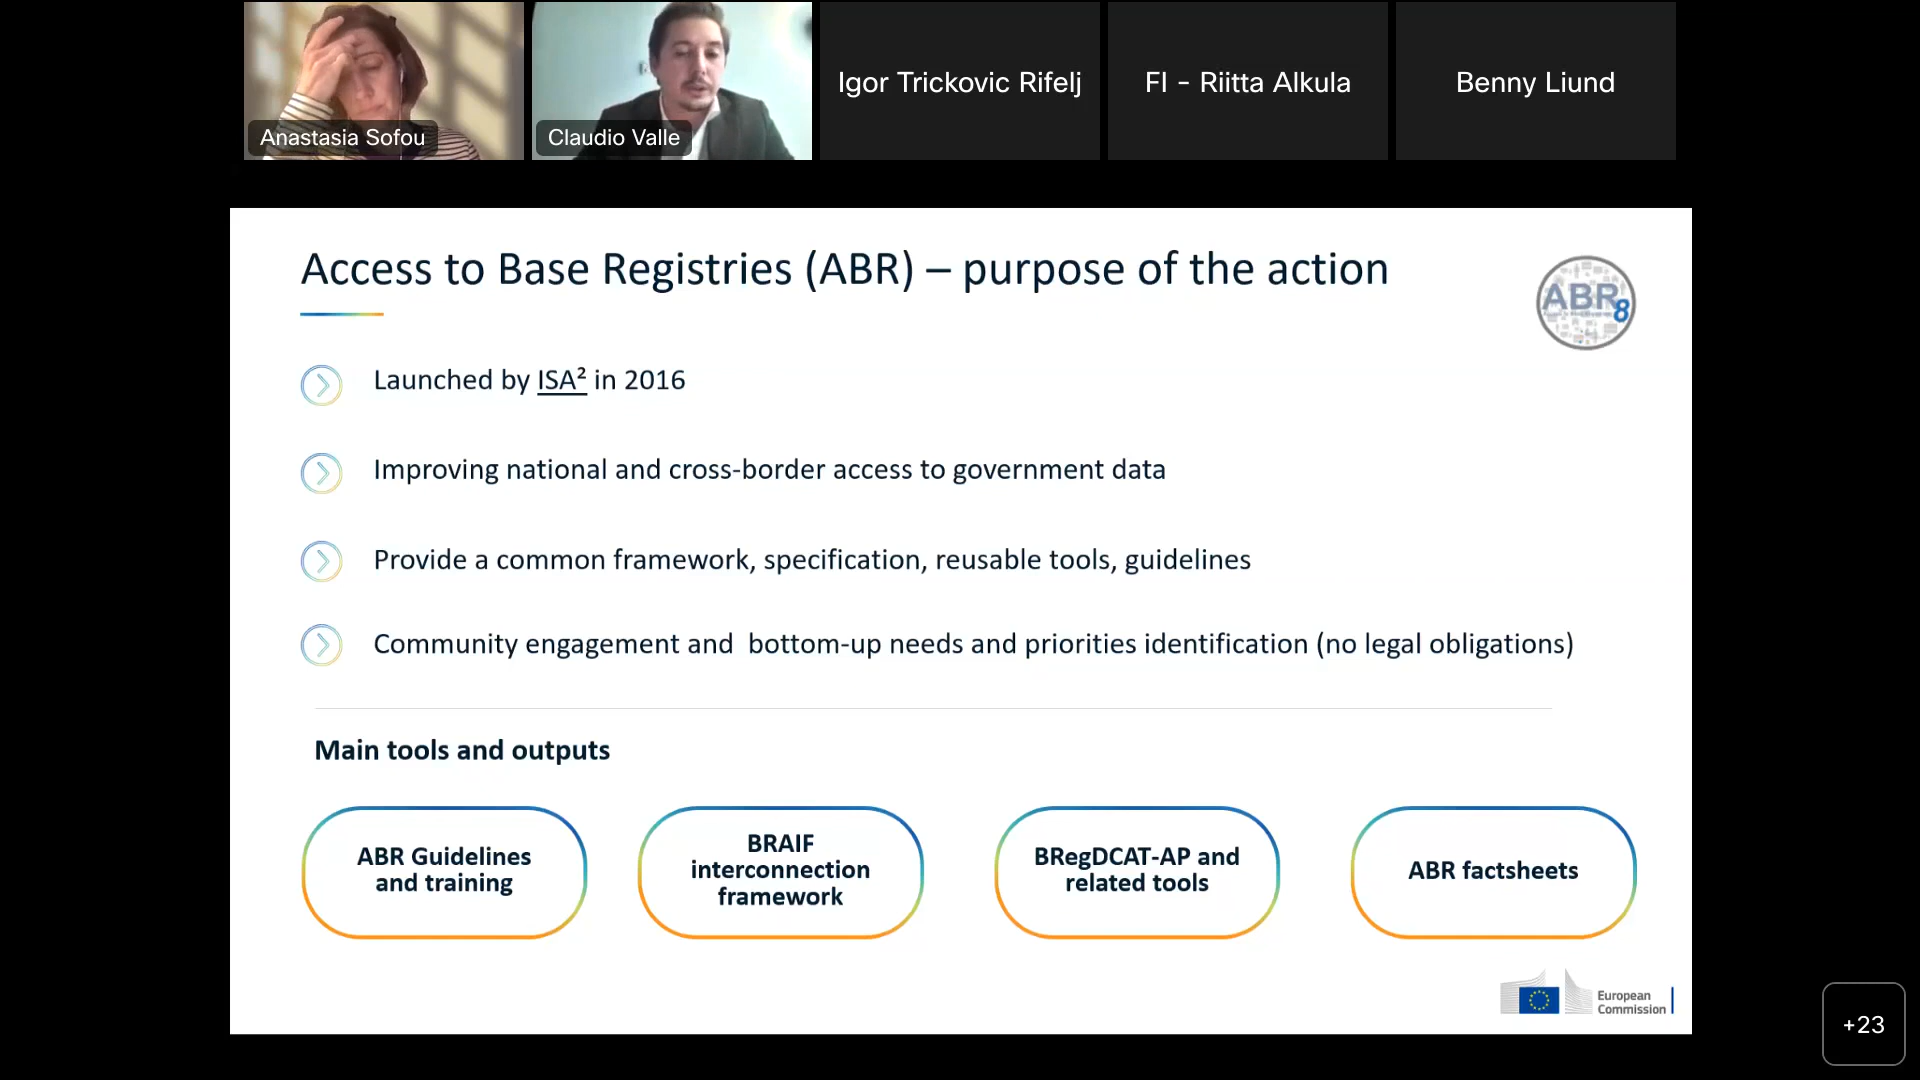 Anastasia Sofou
Claudio Valle
Igor Trickovic Rifelj
FI - Riitta Alkula
Benny Liund
Access to Base Registries (ABR) – purpose of the action
ABR
8
Launched by ISA² in 2016
Improving national and cross-border access to government data
Provide a common framework, specification, reusable tools, guidelines
Community engagement and  bottom-up needs and priorities identification (no legal obligations)
Main tools and outputs
ABR Guidelines
and training
BRAIF
interconnection
framework
BRegDCAT-AP and
related tools
ABR factsheets
European
Commission
+23